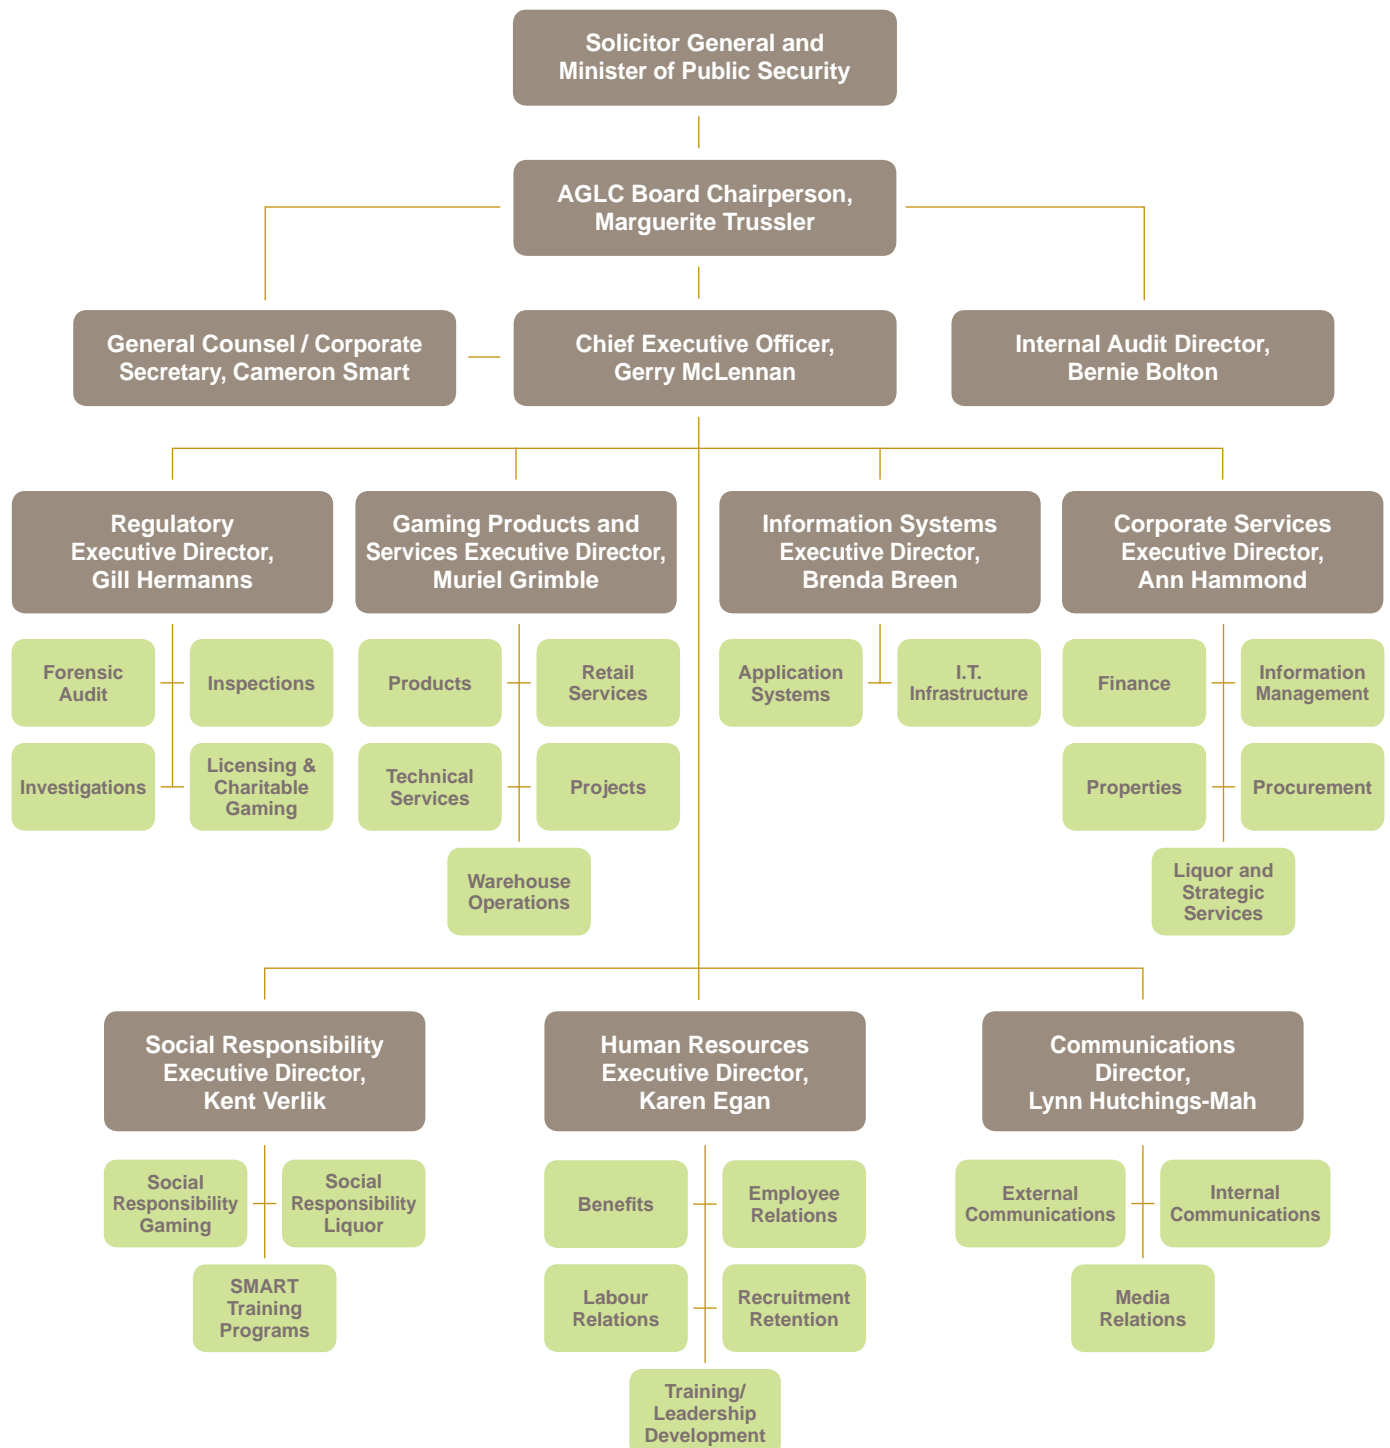 Solicitor General and
Minister of Public Security
AGLC Board Chairperson,
Marguerite Trussler
General Counsel / Corporate
Secretary, Cameron Smart
Chief Executive Officer,
Gerry McLennan
Internal Audit Director,
Bernie Bolton
Regulatory
Executive Director,
Gill Hermanns
Gaming Products and
Services Executive Director,
Muriel Grimble
Information Systems
Executive Director,
Brenda Breen
Corporate Services
Executive Director,
Ann Hammond
Forensic
Audit
Inspections
Products
Retail
Services
Application
Systems
I.T.
Infrastructure
Finance
Information
Management
Investigations
Licensing &
Charitable
Gaming
Technical
Services
Projects
Properties
Procurement
Warehouse
Operations
Liquor and
Strategic
Services
Social Responsibility
Executive Director,
Kent Verlik
Human Resources
Executive Director,
Karen Egan
Communications
Director,
Lynn Hutchings-Mah
Social
Responsibility
Gaming
Social
Responsibility
Liquor
Benefits
Employee
Relations
External
Communications
Internal
Communications
SMART
Training
Programs
Labour
Relations
Recruitment
Retention
Media
Relations
Training/
Leadership
Development